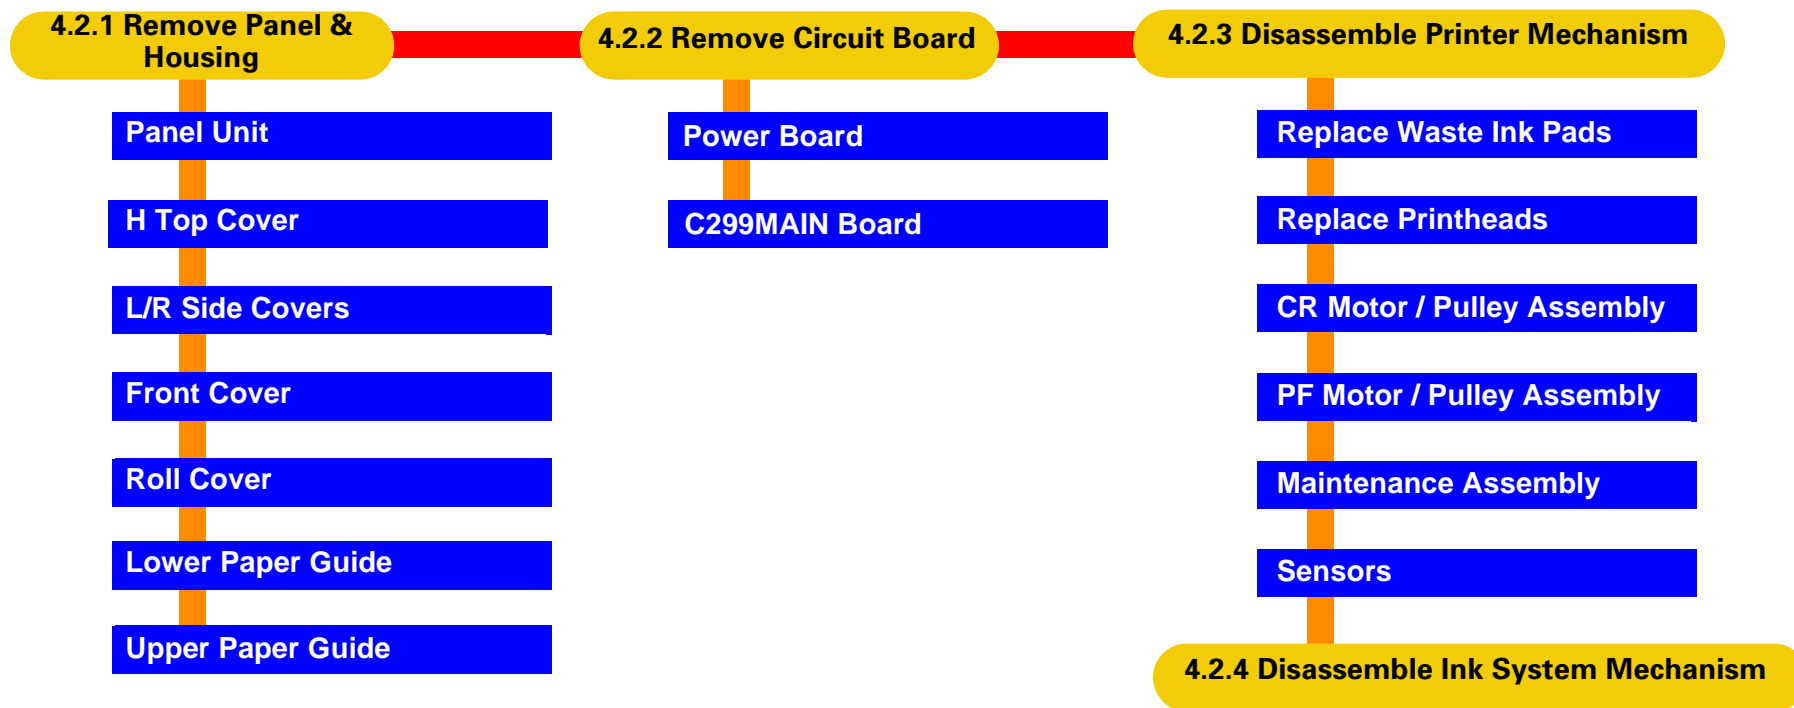 4.2.1 Remove Panel &
Housing
Panel Unit
H Top Cover
L/R Side Covers
Front Cover
Roll Cover
Lower Paper Guide
Upper Paper Guide
4.2.2 Remove Circuit Board
Power Board
C299MAIN Board
4.2.3 Disassemble Printer Mechanism
Replace Waste Ink Pads
Replace Printheads
CR Motor / Pulley Assembly
PF Motor / Pulley Assembly
Maintenance Assembly
Sensors
4.2.4 Disassemble Ink System Mechanism